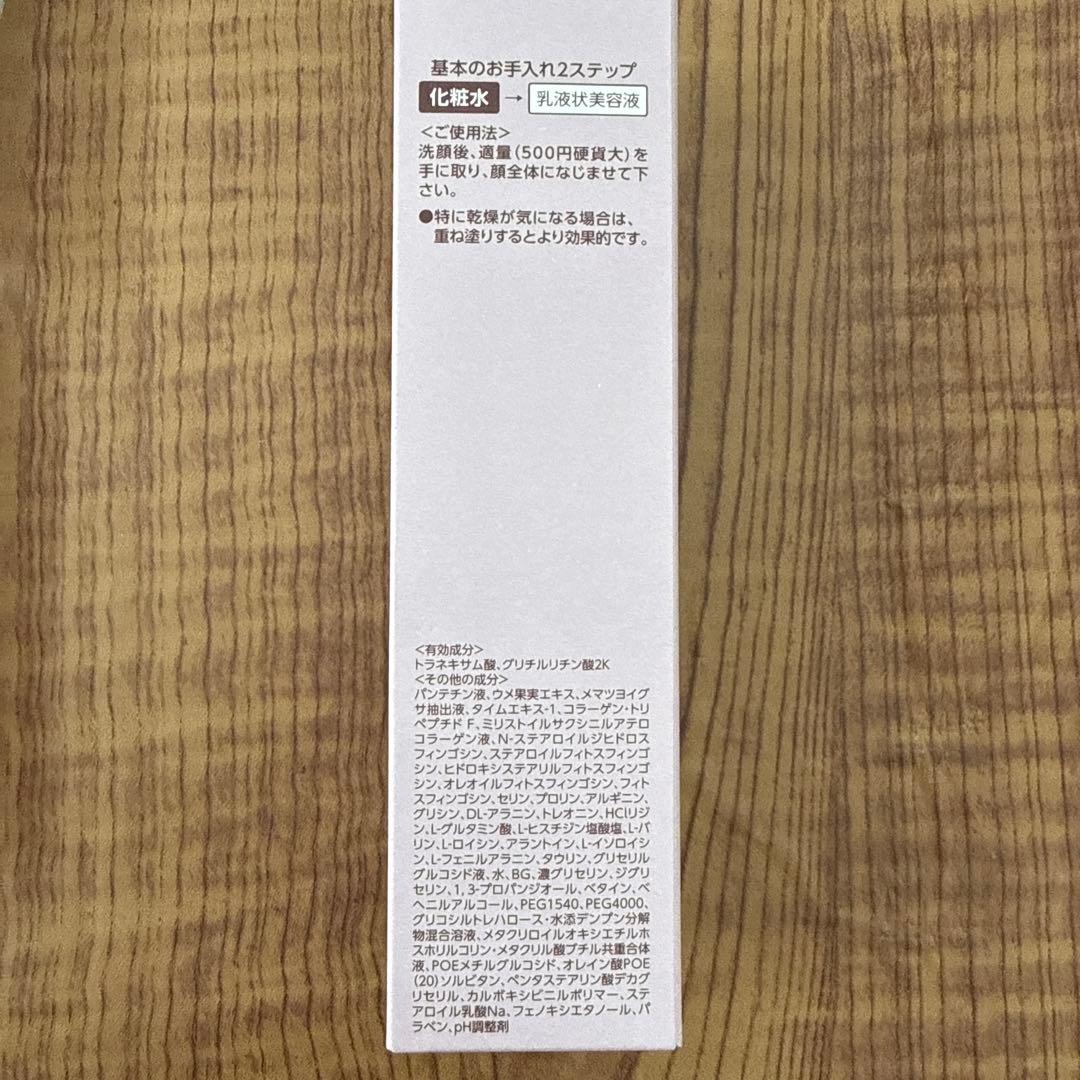 基本のお手入れ2ステップ
化粧水 → 乳液状美容液
＜ご使用法＞
洗顔後、適量(500円硬貨大)を
手に取り、顔全体になじませて下
さい。
●特に乾燥が気になる場合は、
重ね塗りするとより効果的です。
＜有効成分＞
トラネキサム酸、グリチルリチン酸2K
＜その他の成分＞
パンテチン液、ウメ果実エキス、メマツヨイグ
サ抽出液、タイムエキス-1、コラーゲン・トリ
ペプチド F、ミリストイルサクシニルアテロ
コラーゲン液、N-ステアロイルジヒドロス
フィンゴシン、ステアロイルフィトスフィンゴ
シン、ヒドロキシステアリルフィトスフィンゴ
シン、オレオイルフィトスフィンゴシン、フィト
スフィンゴシン、セリン、プロリン、アルギニン、
グリシン、DL-アラニン、トレオニン、HClリジ
ン、L-グルタミン酸、L-ヒスチジン塩酸塩、L-バ
リン、L-ロイシン、アラントイン、L-イソロイシ
ン、L-フェニルアラニン、タウリン、グリセリル
グルコシド液、水、BG、濃グリセリン、ジグリ
セリン、1,3-プロパンジオール、ベタイン、ベ
ヘニルアルコール、PEG1540、PEG4000、
グリコシルトレハロース・水添デンプン分解
物混合溶液、メタクリロイルオキシエチルホ
スホリルコリン・メタクリル酸ブチル共重合体
液、POEメチルグルコシド、オレイン酸POE
(20)ソルビタン、ペンタステアリン酸デカグ
リセリル、カルボキシビニルポリマー、ステ
アロイル乳酸Na、フェノキシエタノール、パ
ラベン、pH調整剤